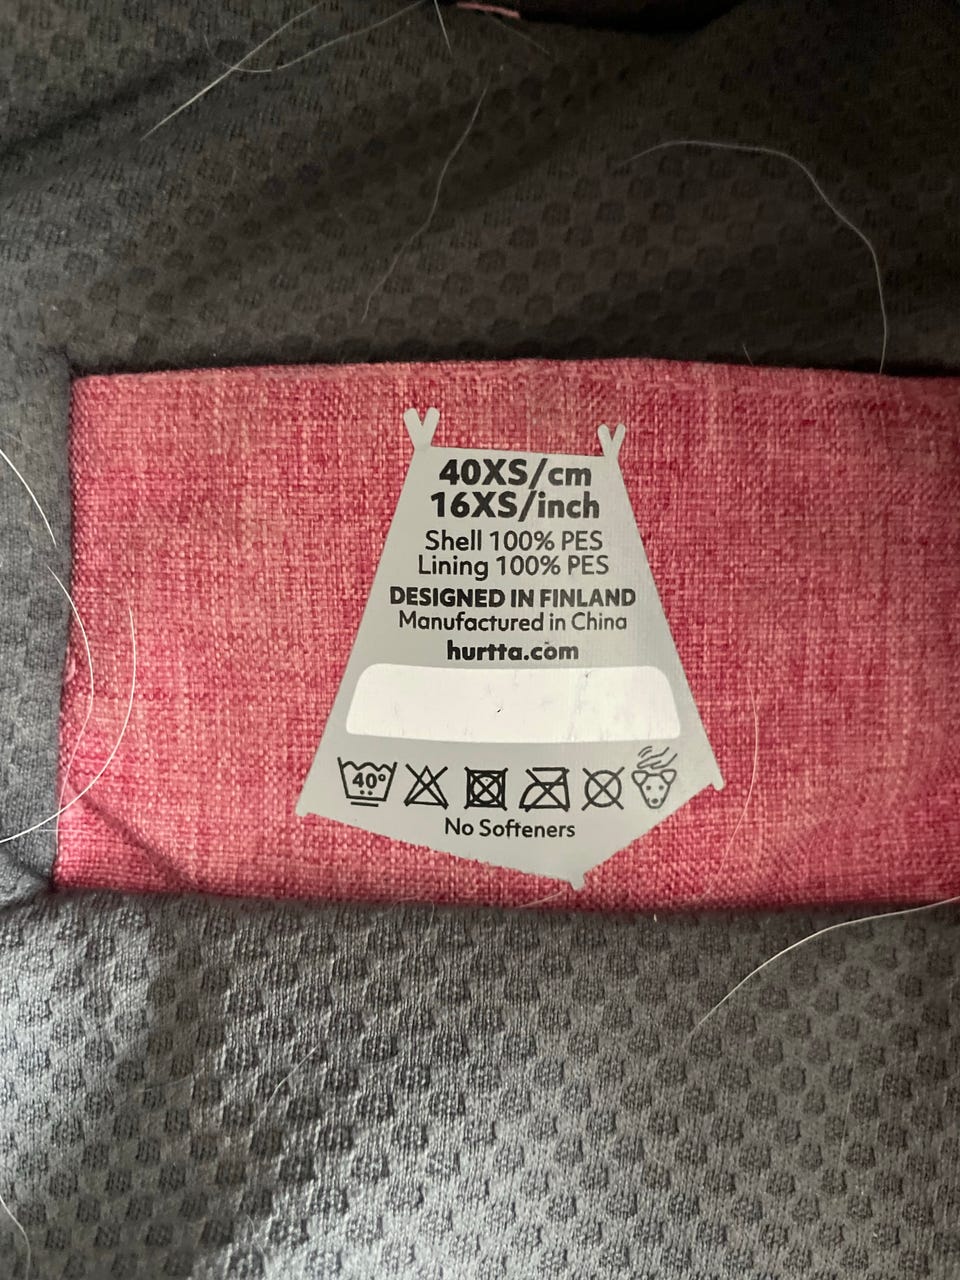 40XS/cm
16XS/inch
Shell 100% PES
Lining 100% PES
DESIGNED IN FINLAND
Manufactured in China
hurtta.com
40°
No Softeners